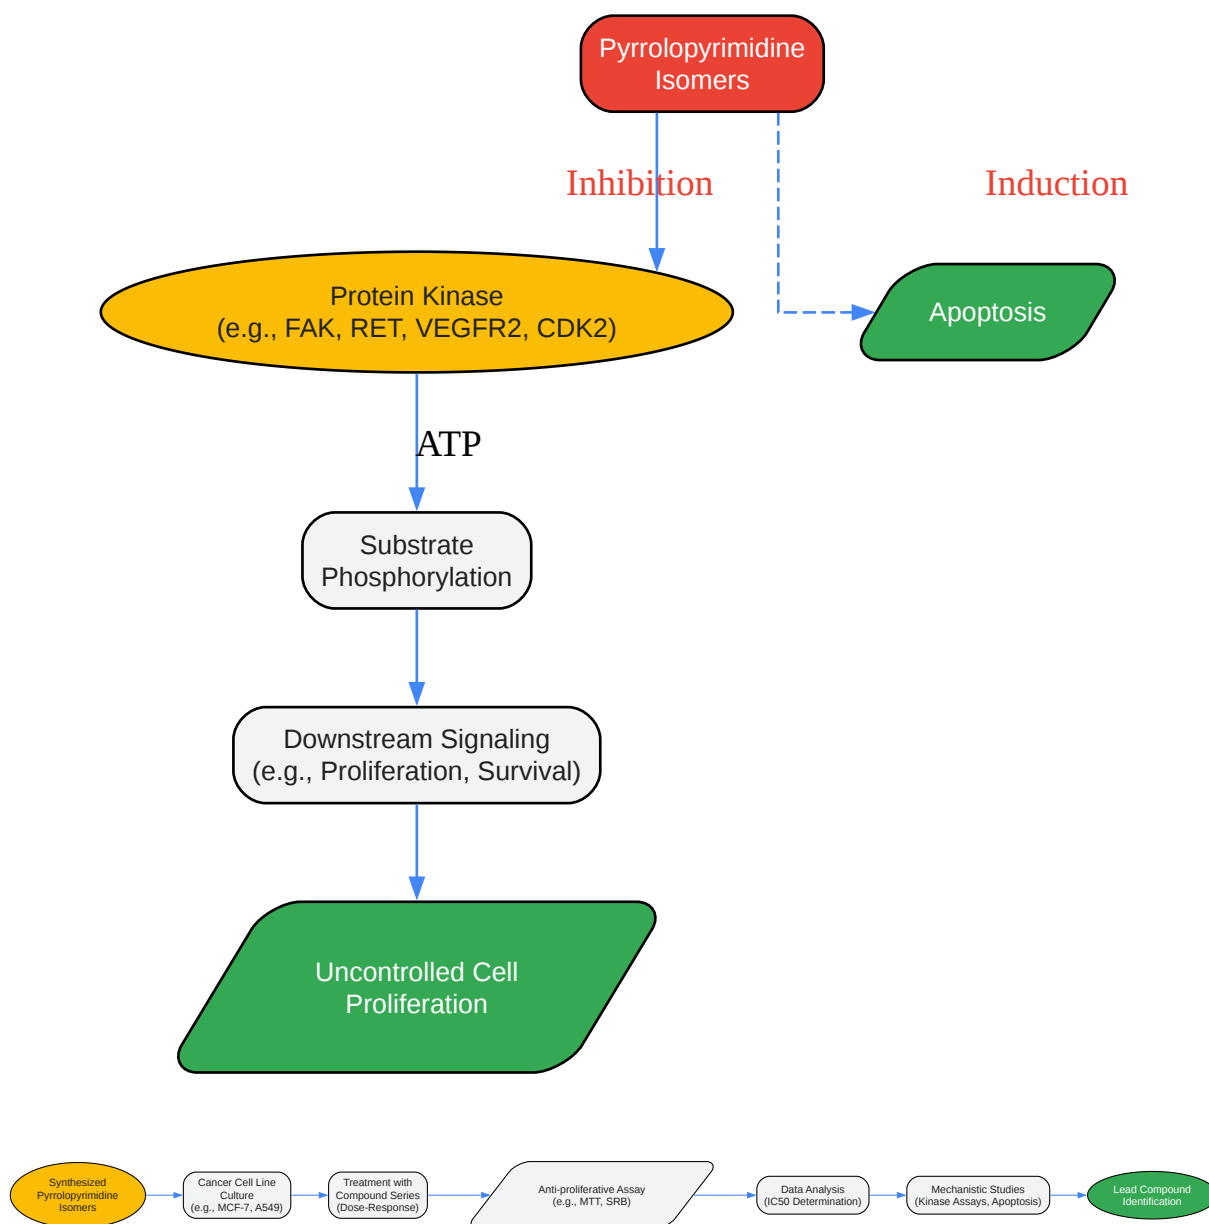 Pyrrolopyrimidine
Isomers
Inhibition
Induction
Protein Kinase
(e.g., FAK, RET, VEGFR2, CDK2)
Apoptosis
ATP
Substrate
Phosphorylation
Downstream Signaling
(e.g., Proliferation, Survival)
Uncontrolled Cell
Proliferation
Synthesized
Pyrrolopyrimidine
Isomers
Cancer Cell Line
Culture
(e.g., MCF-7, A549)
Treatment with
Compound Series
(Dose-Response)
Anti-proliferative Assay
(e.g., MTT, SRB)
Data Analysis
(IC50 Determination)
Mechanistic Studies
(Kinase Assays, Apoptosis)
Lead Compound
Identification